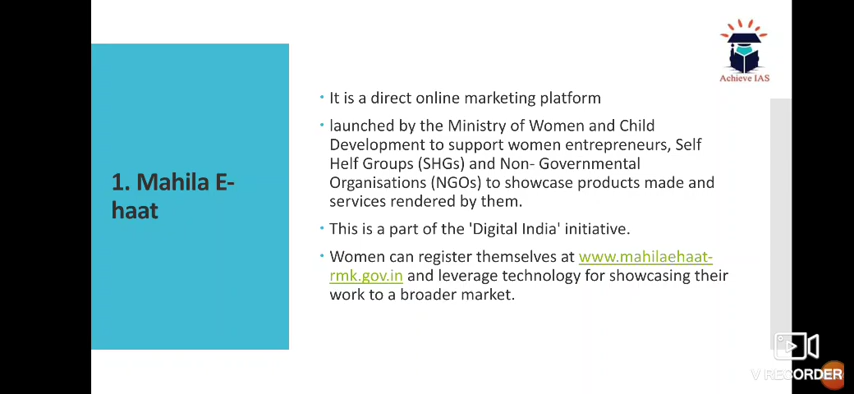 Achieve IAS
1. Mahila E-
haat
• It is a direct online marketing platform
• launched by the Ministry of Women and Child
Development to support women entrepreneurs, Self
Helf Groups (SHGs) and Non- Governmental
Organisations (NGOs) to showcase products made and
services rendered by them.
• This is a part of the 'Digital India' initiative.
• Women can register themselves at www.mahilaehaat-
rmk.gov.in and leverage technology for showcasing their
work to a broader market.
V RECORDER